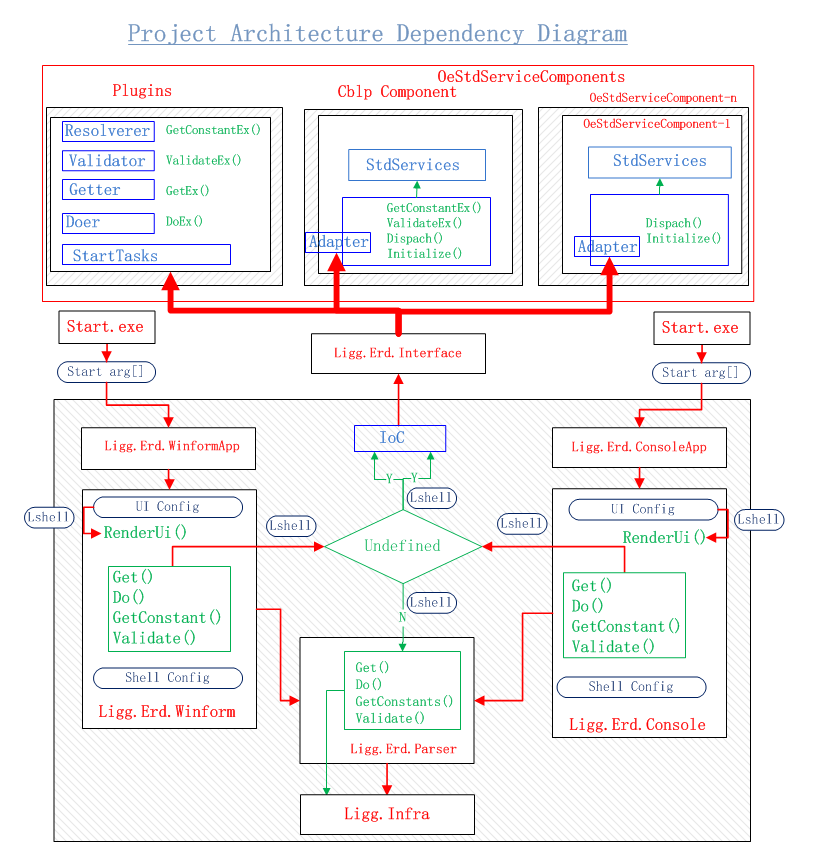 Project Architecture Dependency Diagram
OeStdServiceComponents
Plugins
Cblp Component
OeStdServiceComponent-n
OeStdServiceComponent-1
Resolverer
GetConstantEx()
Validator
ValidateEx()
Getter
GetEx()
Doer
DoEx()
StartTasks
StdServices
GetConstantEx()
ValidateEx()
Dispach()
Initialize()
Adapter
StdServices
Dispach()
Initialize()
Adapter
Start.exe
Start arg[]
Ligg.Erd.Interface
Start.exe
Start arg[]
Ligg.Erd.WinformApp
IoC
Ligg.Erd.ConsoleApp
Y
Y
Lshell
UI Config
Lshell
RenderUi()
Lshell
Get()
Do()
GetConstant()
Validate()
Shell Config
Ligg.Erd.Winform
Undefined
Lshell
N
Lshell
UI Config
Lshell
RenderUi()
Get()
Do()
GetConstant()
Validate()
Shell Config
Ligg.Erd.Console
Get()
Do()
GetConstants()
Validate()
Ligg.Erd.Parser
Ligg.Infra